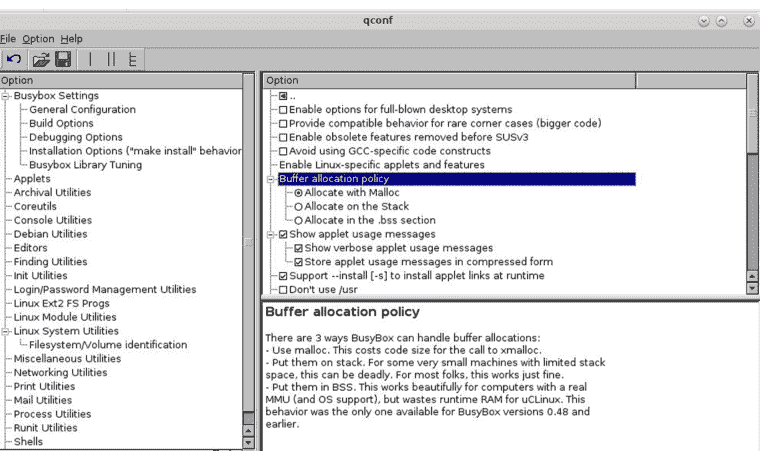 qconf
File Option Help
Option
Busybox Settings
General Configuration
Build Options
Debugging Options
Installation Options ("make install" behavior
Busybox Library Tuning
Applets
Archival Utilities
Coreutils
Console Utilities
Debian Utilities
Editors
Finding Utilities
Init Utilities
Login/Password Management Utilities
Linux Ext2 FS Progs
Linux Module Utilities
Linux System Utilities
Filesystem/Volume identification
Miscellaneous Utilities
Networking Utilities
Print Utilities
Mail Utilities
Process Utilities
Runit Utilities
Shells
Option
..
Enable options for full-blown desktop systems
Provide compatible behavior for rare corner cases (bigger code)
Enable obsolete features removed before SUSv3
Avoid using GCC-specific code constructs
Enable Linux-specific applets and features
Buffer allocation policy
Allocate with Malloc
Allocate on the Stack
Allocate in the .bss section
Show applet usage messages
Show verbose applet usage messages
Store applet usage messages in compressed form
Support --install [-s] to install applet links at runtime
Don't use /usr
Buffer allocation policy
There are 3 ways BusyBox can handle buffer allocations:
- Use malloc. This costs code size for the call to xmalloc.
- Put them on stack. For some very small machines with limited stack
space, this can be deadly. For most folks, this works just fine.
- Put them in BSS. This works beautifully for computers with a real
MMU (and OS support), but wastes runtime RAM for uCLinux. This
behavior was the only one available for BusyBox versions 0.48 and
earlier.